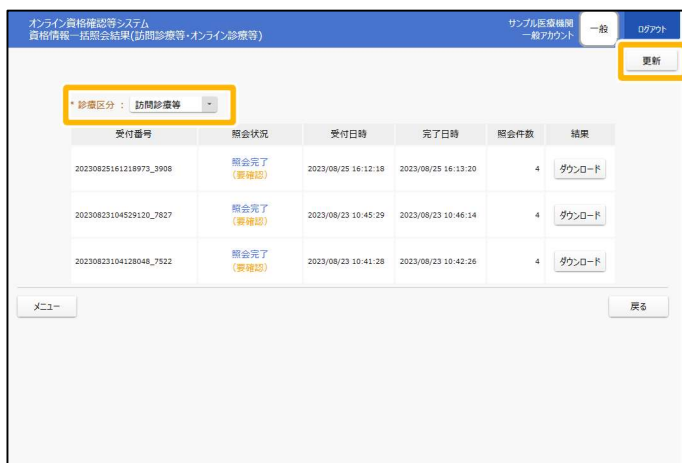 オンライン資格確認等システム
資格情報一括照会結果(訪問診療等・オンライン診療等)
サンプル医療機関
一般アカウント
一般
ログアウト
更新
* 診療区分 : 訪問診療等
受付番号 照会状況 受付日時 完了日時 照会件数 結果
20230825161218973_3908 照会完了 (要確認) 2023/08/25 16:12:18 2023/08/25 16:13:20 4 ダウンロード
20230823104529120_7827 照会完了 (要確認) 2023/08/23 10:45:29 2023/08/23 10:46:14 4 ダウンロード
20230823104128048_7522 照会完了 (要確認) 2023/08/23 10:41:28 2023/08/23 10:42:26 4 ダウンロード
メニュー
戻る